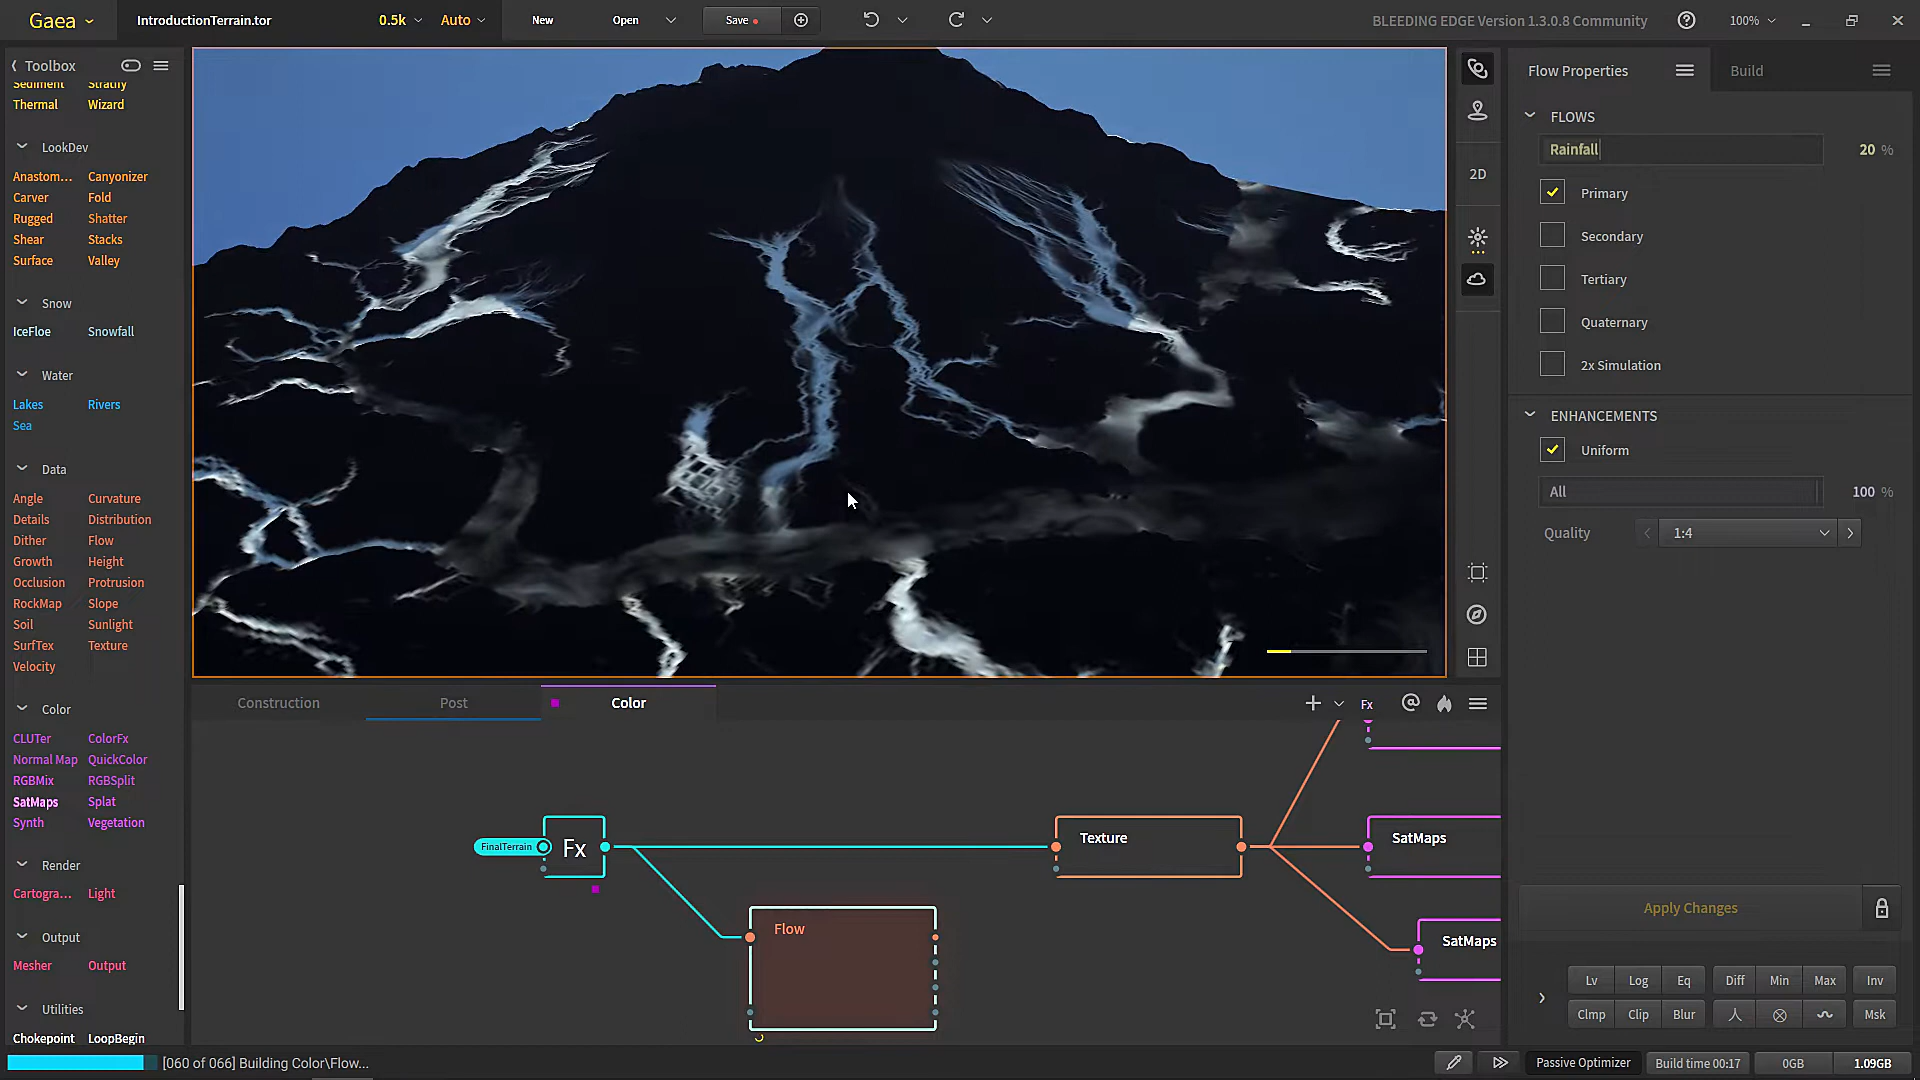 Gaea
IntroductionTerrain.tor
0.5k
Auto
New
Open
Save
BLEEDING EDGE Version 1.3.0.8 Community
100%
Toolbox
Sediment Stratify
Thermal Wizard
LookDev
Anastom... Canyonizer
Carver Fold
Rugged Shatter
Shear Stacks
Surface Valley
Snow
IceFloe Snowfall
Water
Lakes Rivers
Sea
Data
Angle Curvature
Details Distribution
Dither Flow
Growth Height
Occlusion Protrusion
RockMap Slope
Soil Sunlight
SurfTex Texture
Velocity
Color
CLUTer ColorFx
Normal Map QuickColor
RGBMix RGBSplit
SatMaps Splat
Synth Vegetation
Render
Cartogra... Light
Output
Mesher Output
Utilities
Chokepoint LoopBegin
2D
Construction
Post
Color
Fx
FinalTerrain
Fx
Texture
SatMaps
Flow
SatMaps
Flow Properties
Build
FLOWS
Rainfall 20 %
Primary
Secondary
Tertiary
Quaternary
2x Simulation
ENHANCEMENTS
Uniform
All 100 %
Quality 1:4
Apply Changes
Lv Log Eq Diff Min Max Inv
Clmp Clip Blur Msk
[060 of 066] Building Color\Flow...
Passive Optimizer
Build time 00:17
0GB
1.09GB